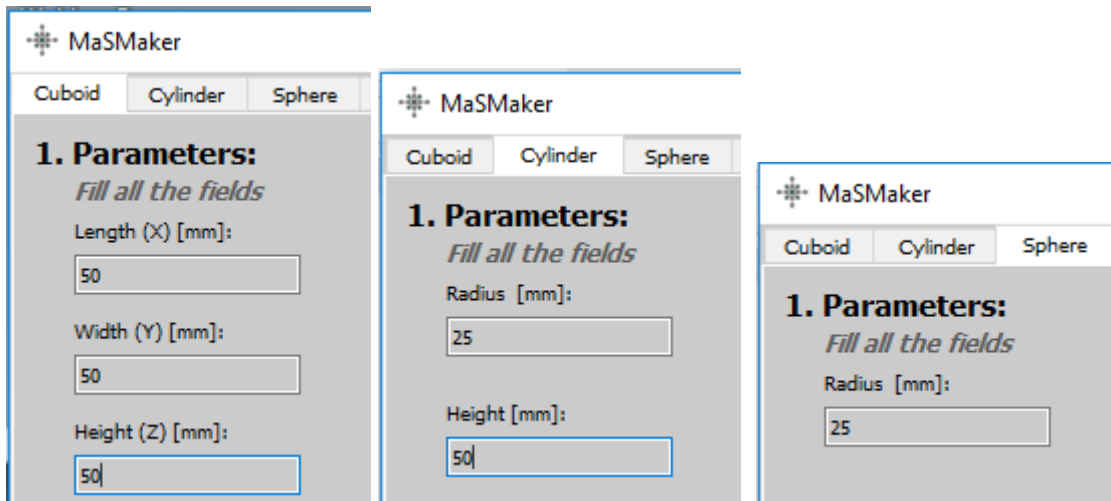 MaSMaker
Cuboid Cylinder Sphere
1. Parameters:
Fill all the fields
Length (X) [mm]:
50
Width (Y) [mm]:
50
Height (Z) [mm]:
50
MaSMaker
Cuboid Cylinder Sphere
1. Parameters:
Fill all the fields
Radius [mm]:
25
Height [mm]:
50
MaSMaker
Cuboid Cylinder Sphere
1. Parameters:
Fill all the fields
Radius [mm]:
25